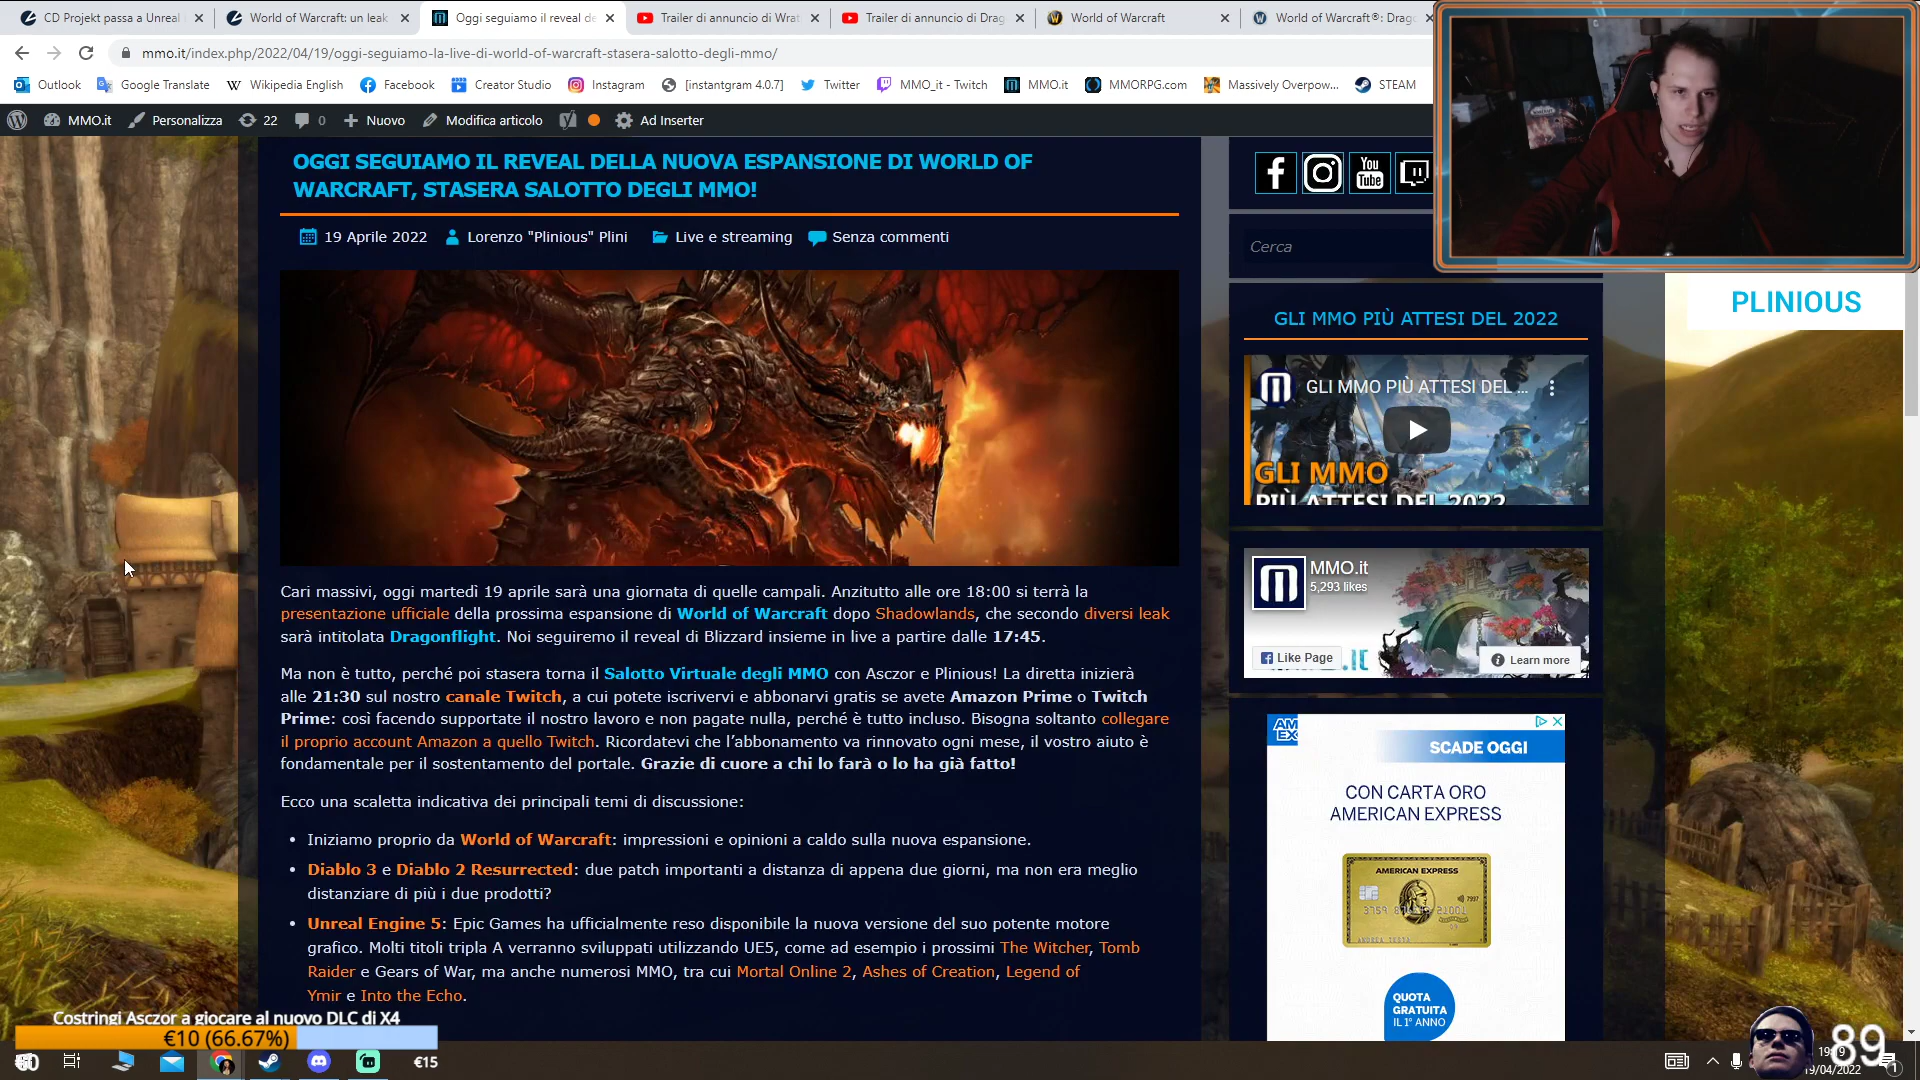 CD Projekt passa a Unreal
World of Warcraft: un leak
Oggi seguiamo il reveal de
Trailer di annuncio di Wrat
Trailer di annuncio di Drag
World of Warcraft
World of Warcraft®: Drag
mmo.it/index.php/2022/04/19/oggi-seguiamo-la-live-di-world-of-warcraft-stasera-salotto-degli-mmo/
Outlook
Google Translate
Wikipedia English
Facebook
Creator Studio
Instagram
[instantgram 4.0.7]
Twitter
MMO_it - Twitch
MMO.it
MMORPG.com
Massively Overpow...
STEAM
MMO.it
Personalizza
22
0
Nuovo
Modifica articolo
Ad Inserter
OGGI SEGUIAMO IL REVEAL DELLA NUOVA ESPANSIONE DI WORLD OF
WARCRAFT, STASERA SALOTTO DEGLI MMO!
19 Aprile 2022
Lorenzo "Plinious" Plini
Live e streaming
Senza commenti
Cari massivi, oggi martedì 19 aprile sarà una giornata di quelle campali. Anzitutto alle ore 18:00 si terrà la
presentazione ufficiale della prossima espansione di World of Warcraft dopo Shadowlands, che secondo diversi leak
sarà intitolata Dragonflight. Noi seguiremo il reveal di Blizzard insieme in live a partire dalle 17:45.
Ma non è tutto, perché poi stasera torna il Salotto Virtuale degli MMO con Asczor e Plinious! La diretta inizierà
alle 21:30 sul nostro canale Twitch, a cui potete iscrivervi e abbonarvi gratis se avete Amazon Prime o Twitch
Prime: così facendo supportate il nostro lavoro e non pagate nulla, perché è tutto incluso. Bisogna soltanto collegare
il proprio account Amazon a quello Twitch. Ricordatevi che l'abbonamento va rinnovato ogni mese, il vostro aiuto è
fondamentale per il sostentamento del portale. Grazie di cuore a chi lo farà o lo ha già fatto!
Ecco una scaletta indicativa dei principali temi di discussione:
• Iniziamo proprio da World of Warcraft: impressioni e opinioni a caldo sulla nuova espansione.
• Diablo 3 e Diablo 2 Resurrected: due patch importanti a distanza di appena due giorni, ma non era meglio
distanziare di più i due prodotti?
• Unreal Engine 5: Epic Games ha ufficialmente reso disponibile la nuova versione del suo potente motore
grafico. Molti titoli tripla A verranno sviluppati utilizzando UE5, come ad esempio i prossimi The Witcher, Tomb
Raider e Gears of War, ma anche numerosi MMO, tra cui Mortal Online 2, Ashes of Creation, Legend of
Ymir e Into the Echo.
You
Tube
Cerca
PLINIOUS
GLI MMO PIÙ ATTESI DEL 2022
GLI MMO PIÙ ATTESI DEL ...
GLI MMO
PIÙ ATTESI DEL 2022
MMO.it
5,293 likes
Like Page
Learn more
AM
EX
SCADE OGGI
CON CARTA ORO
AMERICAN EXPRESS
AMERICAN EXPRESS
QUOTA
GRATUITA
IL 1° ANNO
Costringi Asczor a giocare al nuovo DLC di X4
€10 (66.67%)
€15
89
19/04/2022